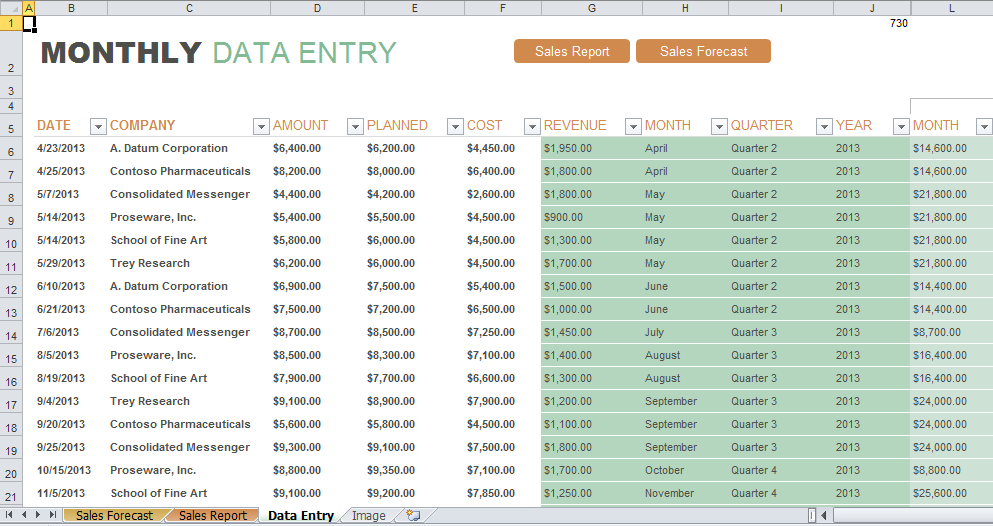 A B C D E F G H I J L
1 730
2 MONTHLY DATA ENTRY Sales Report Sales Forecast
3
4
5 DATE COMPANY AMOUNT PLANNED COST REVENUE MONTH QUARTER YEAR MONTH
6 4/23/2013 A. Datum Corporation $6,400.00 $6,200.00 $4,450.00 $1,950.00 April Quarter 2 2013 $14,600.00
7 4/25/2013 Contoso Pharmaceuticals $8,200.00 $8,000.00 $6,400.00 $1,800.00 April Quarter 2 2013 $14,600.00
8 5/7/2013 Consolidated Messenger $4,400.00 $4,200.00 $2,600.00 $1,800.00 May Quarter 2 2013 $21,800.00
9 5/14/2013 Proseware, Inc. $5,400.00 $5,500.00 $4,500.00 $900.00 May Quarter 2 2013 $21,800.00
10 5/14/2013 School of Fine Art $5,800.00 $6,000.00 $4,500.00 $1,300.00 May Quarter 2 2013 $21,800.00
11 5/29/2013 Trey Research $6,200.00 $6,000.00 $4,500.00 $1,700.00 May Quarter 2 2013 $21,800.00
12 6/10/2013 A. Datum Corporation $6,900.00 $7,500.00 $5,400.00 $1,500.00 June Quarter 2 2013 $14,400.00
13 6/21/2013 Contoso Pharmaceuticals $7,500.00 $7,200.00 $6,500.00 $1,000.00 June Quarter 2 2013 $14,400.00
14 7/6/2013 Consolidated Messenger $8,700.00 $8,500.00 $7,250.00 $1,450.00 July Quarter 3 2013 $8,700.00
15 8/5/2013 Proseware, Inc. $8,500.00 $8,300.00 $7,100.00 $1,400.00 August Quarter 3 2013 $16,400.00
16 8/19/2013 School of Fine Art $7,900.00 $7,700.00 $6,600.00 $1,300.00 August Quarter 3 2013 $16,400.00
17 9/4/2013 Trey Research $9,100.00 $8,900.00 $7,900.00 $1,200.00 September Quarter 3 2013 $24,000.00
18 9/20/2013 Contoso Pharmaceuticals $5,600.00 $5,800.00 $4,500.00 $1,100.00 September Quarter 3 2013 $24,000.00
19 9/25/2013 Consolidated Messenger $9,300.00 $9,100.00 $7,500.00 $1,800.00 September Quarter 3 2013 $24,000.00
20 10/15/2013 Proseware, Inc. $8,800.00 $9,350.00 $7,100.00 $1,700.00 October Quarter 4 2013 $8,800.00
21 11/5/2013 School of Fine Art $9,100.00 $9,200.00 $7,850.00 $1,250.00 November Quarter 4 2013 $25,600.00
Sales Forecast Sales Report Data Entry Image